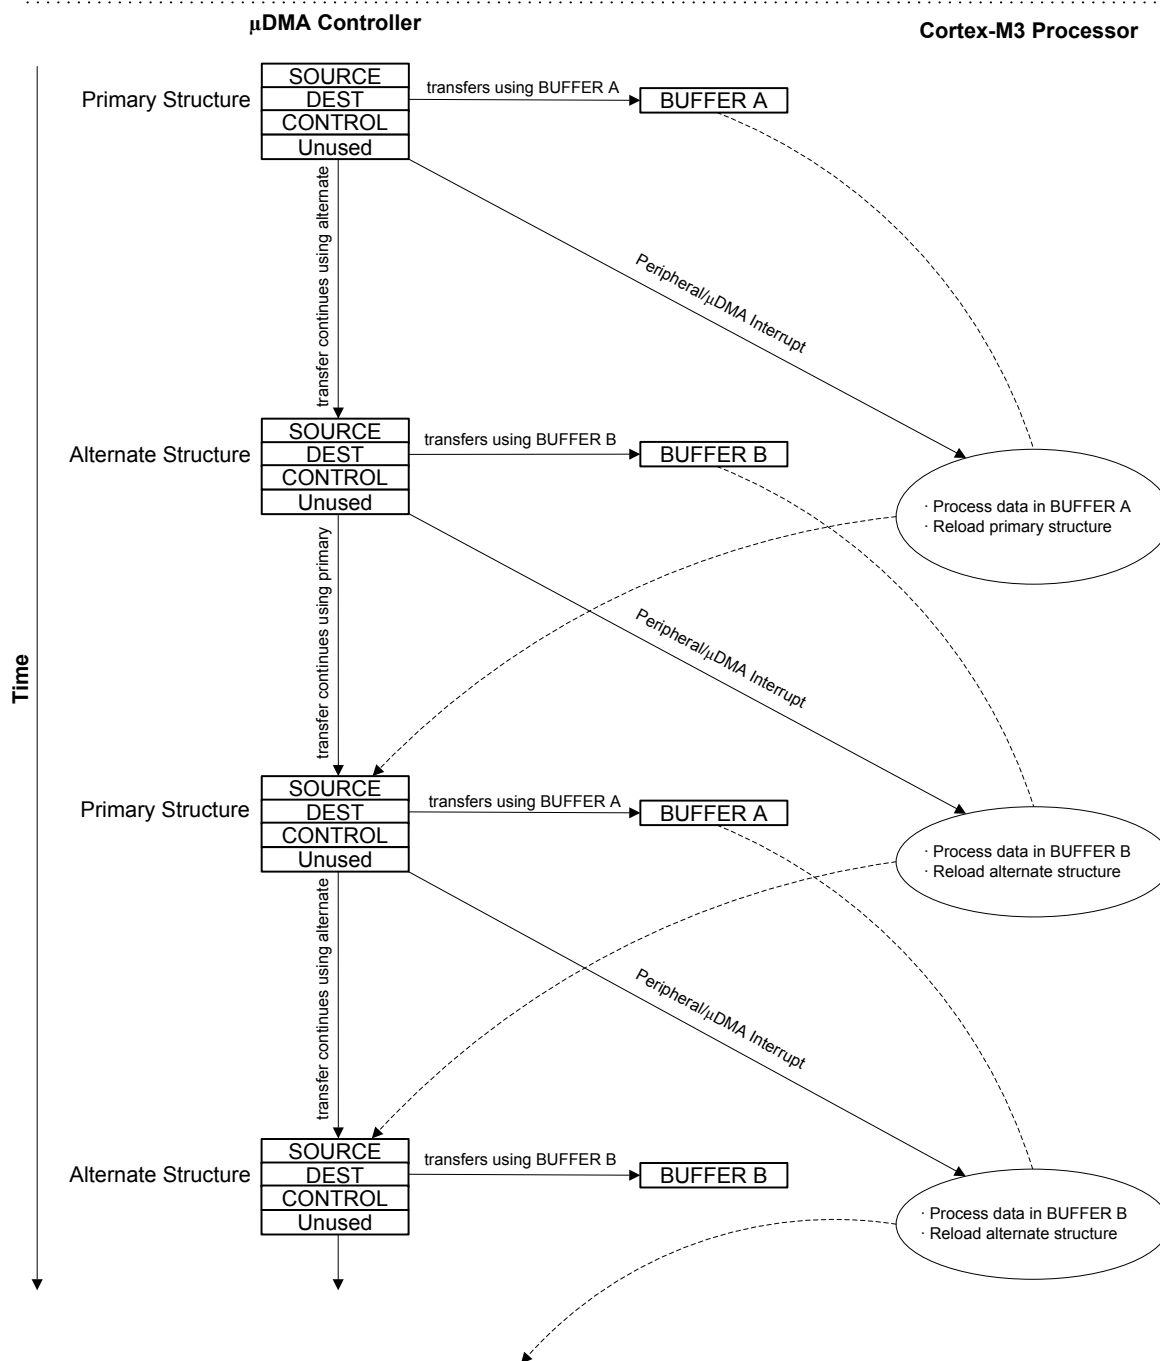 μDMA Controller
Cortex-M3 Processor
Time
Primary Structure
SOURCE
DEST
CONTROL
Unused
transfers using BUFFER A
BUFFER A
transfer continues using alternate
Peripheral/μDMA Interrupt
· Process data in BUFFER A
· Reload primary structure
Alternate Structure
SOURCE
DEST
CONTROL
Unused
transfers using BUFFER B
BUFFER B
transfer continues using primary
Peripheral/μDMA Interrupt
· Process data in BUFFER B
· Reload alternate structure
Primary Structure
SOURCE
DEST
CONTROL
Unused
transfers using BUFFER A
BUFFER A
transfer continues using alternate
Peripheral/μDMA Interrupt
· Process data in BUFFER B
· Reload alternate structure
Alternate Structure
SOURCE
DEST
CONTROL
Unused
transfers using BUFFER B
BUFFER B